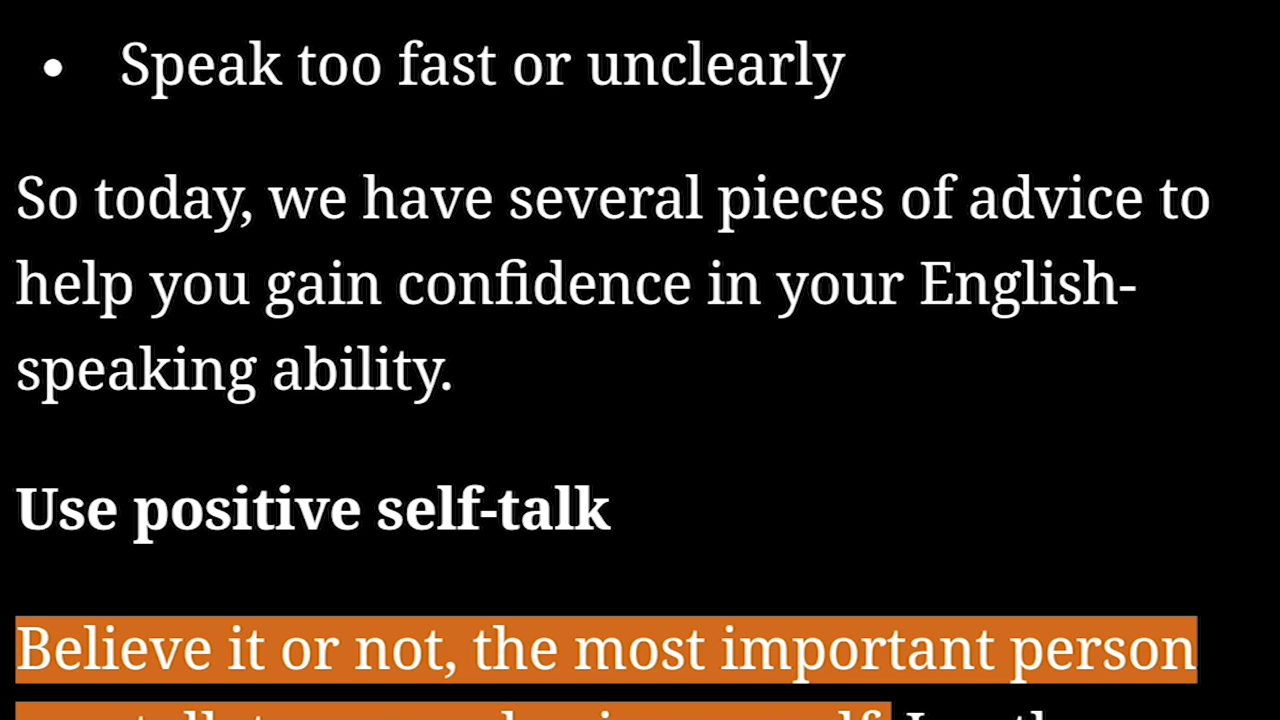 • Speak too fast or unclearly
So today, we have several pieces of advice to
help you gain confidence in your English-
speaking ability.
Use positive self-talk
Believe it or not, the most important person